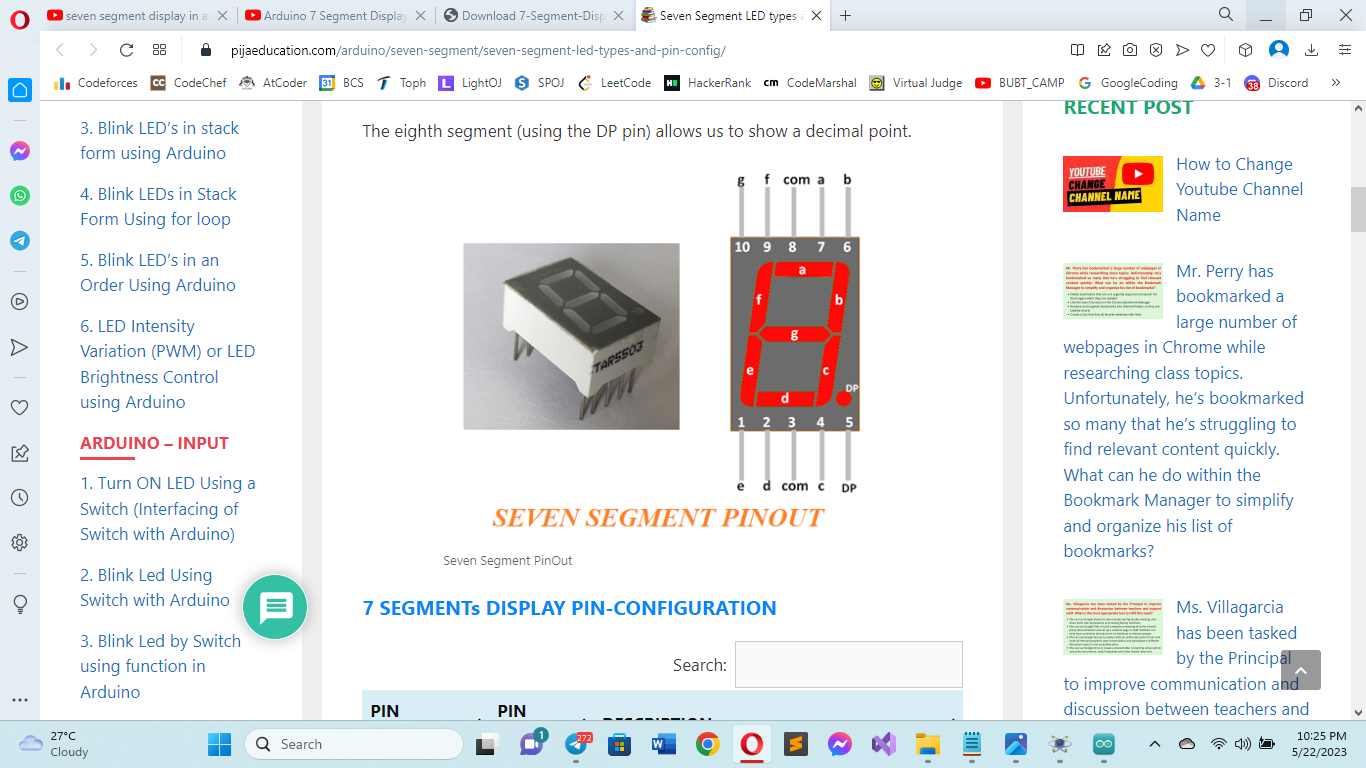 seven segment display in a
Arduino 7 Segment Display
Download 7-Segment-Disp
Seven Segment LED types a
pijaeducation.com/arduino/seven-segment/seven-segment-led-types-and-pin-config/
Codeforces
CodeChef
AtCoder
31
BCS
Toph
LightOJ
SPOJ
LeetCode
HackerRank
cm
CodeMarshal
Virtual Judge
BUBT_CAMP
GoogleCoding
3-1
38
Discord
3. Blink LED's in stack
form using Arduino
4. Blink LEDs in Stack
Form Using for loop
5. Blink LED's in an
Order Using Arduino
6. LED Intensity
Variation (PWM) or LED
Brightness Control
using Arduino
ARDUINO – INPUT
1. Turn ON LED Using a
Switch (Interfacing of
Switch with Arduino)
2. Blink Led Using
Switch with Arduino
3. Blink Led by Switch
using function in
Arduino
The eighth segment (using the DP pin) allows us to show a decimal point.
TAR5503
g f com a b
10 9 8 7 6
a
f
b
g
e
c
d
DP
1 2 3 4 5
e d com c DP
SEVEN SEGMENT PINOUT
Seven Segment PinOut
7 SEGMENTs DISPLAY PIN-CONFIGURATION
Search:
PIN
PIN
DESCRIPTION
RECENT POST
YOUTUBE
CHANGE
CHANNEL NAME
How to Change
Youtube Channel
Name
Mr. Perry has
bookmarked a
large number of
webpages in Chrome while
researching class topics.
Unfortunately, he's bookmarked
so many that he's struggling to
find relevant content quickly.
What can he do within the
Bookmark Manager to simplify
and organize his list of
bookmarks?
Ms. Villagarcia
has been tasked
by the Principal
to improve communication and
discussion between teachers and
27°C
Cloudy
Search
1
272
10:25 PM
5/22/2023